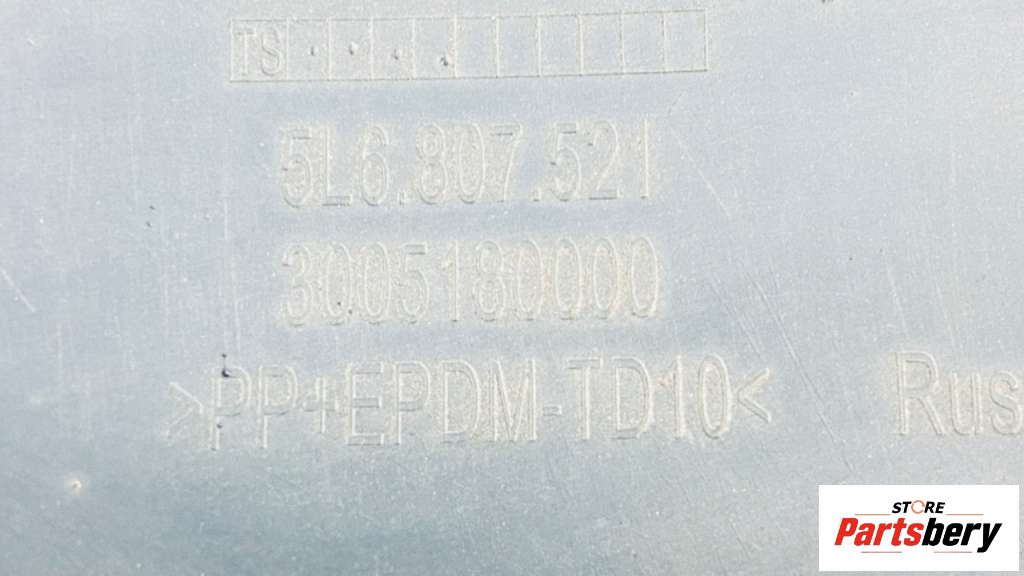 TS
5L6.807.521
3005180000
>PP+EPDM-TD10<
Rus
STORE
Partsbery